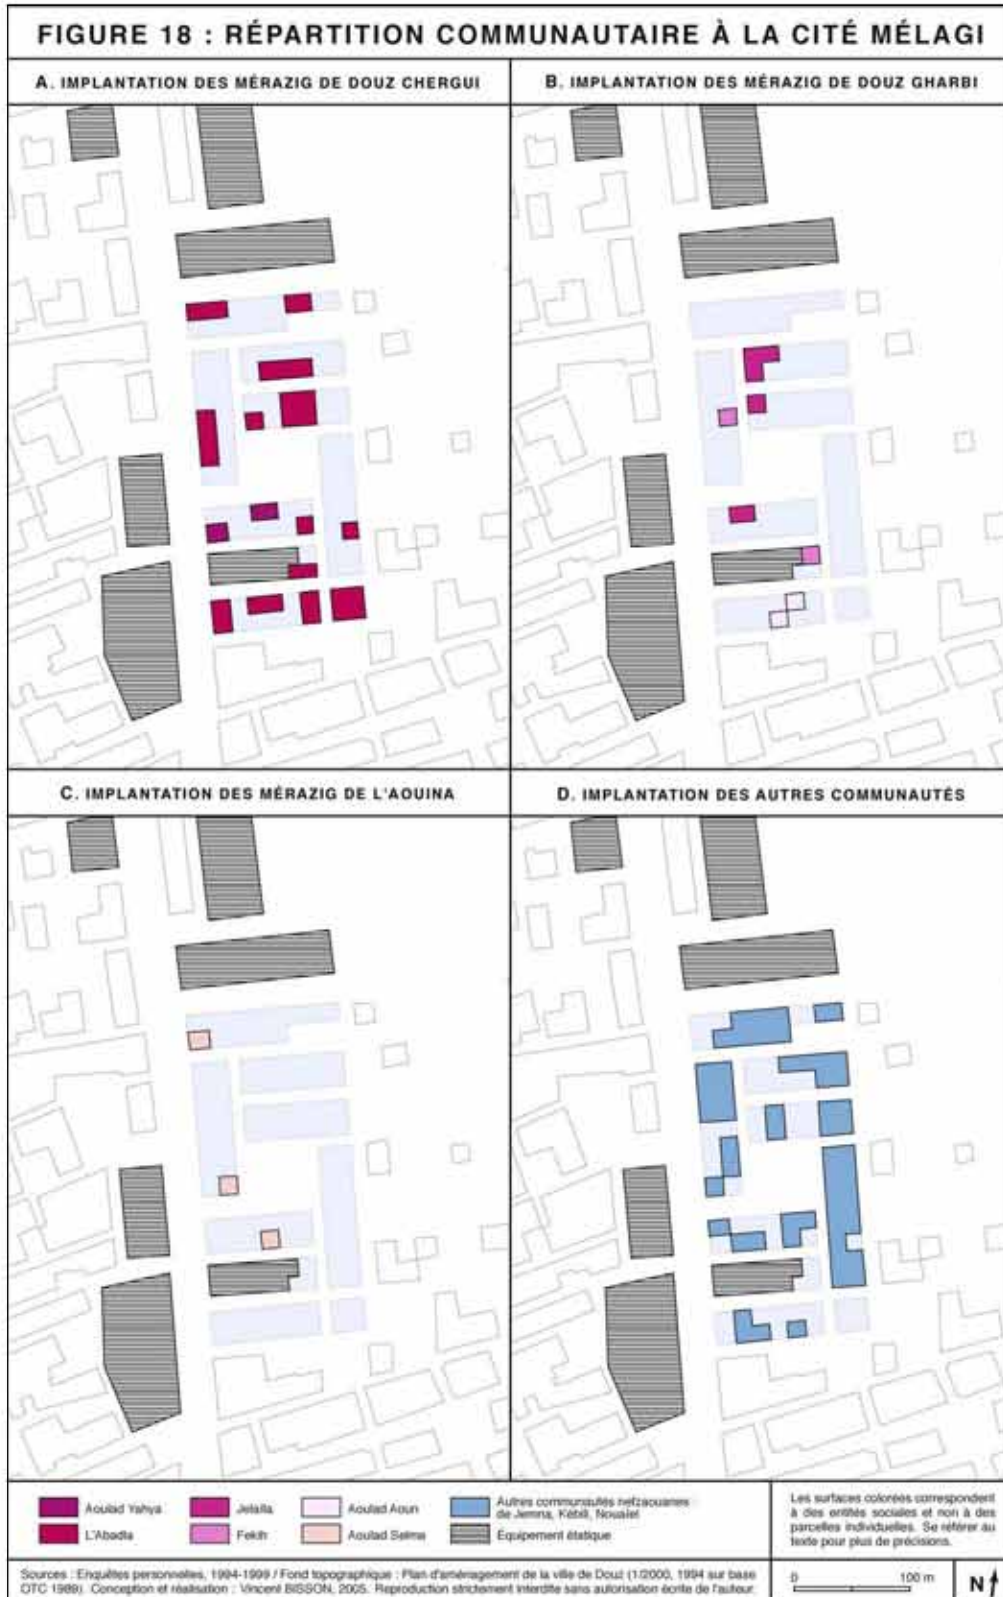 FIGURE 18 : RÉPARTITION COMMUNAUTAIRE À LA CITÉ MÉLAGI
A. IMPLANTATION DES MÉRAZIG DE DOUZ CHERGUI
B. IMPLANTATION DES MÉRAZIG DE DOUZ GHARBI
C. IMPLANTATION DES MÉRAZIG DE L'AOUINA
D. IMPLANTATION DES AUTRES COMMUNAUTÉS
Aoulad Yahya
L'Abadla
Jelaïla
Fekih
Aoulad Aoun
Aoulad Selma
Autres communautés nefzaouanes
de Jemna, Kébili, Nouaïel
Équipement étatique
Les surfaces colorées correspondent
à des entités sociales et non à des
parcelles individuelles. Se référer au
texte pour plus de précisions.
Sources : Enquêtes personnelles, 1994-1999 / Fond topographique : Plan d'aménagement de la ville de Douz (1/2000, 1994 sur base
OTC 1989). Conception et réalisation : Vincent BISSON, 2005. Reproduction strictement interdite sans autorisation écrite de l'auteur.
0 100 m
N